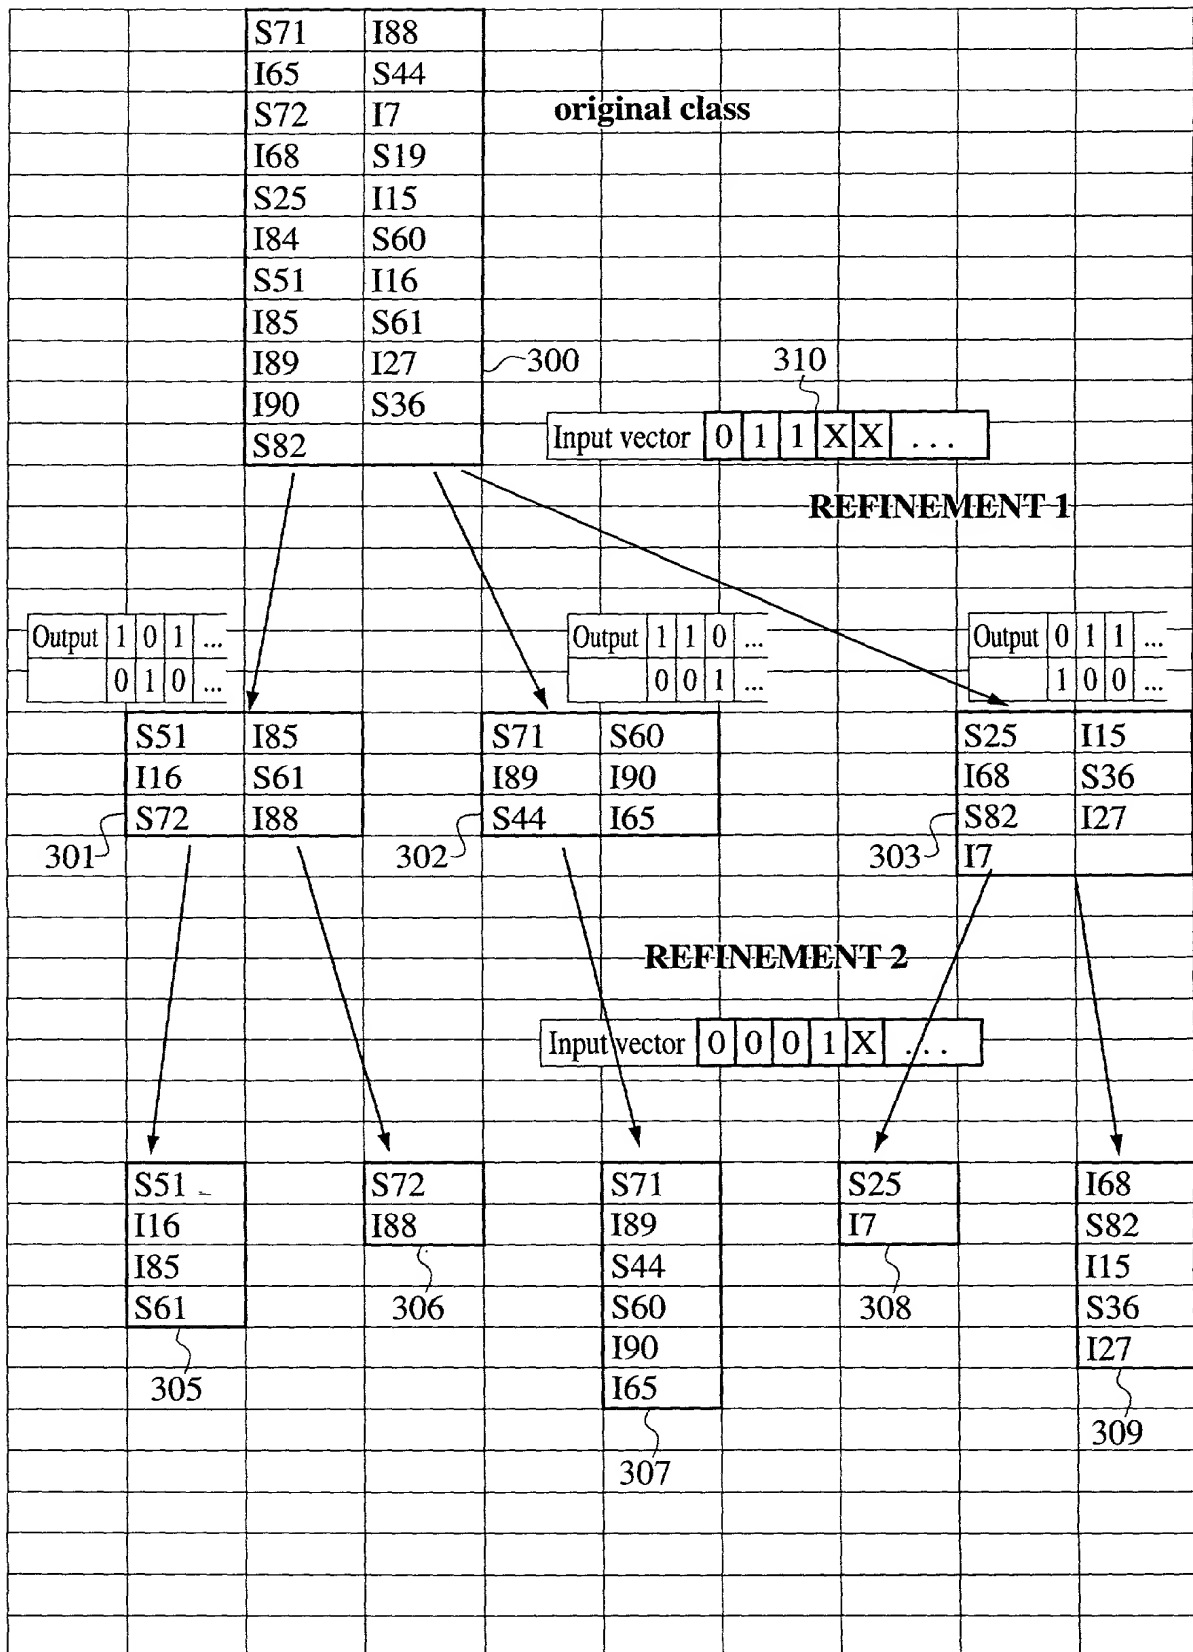 S71 I88
I65 S44
S72 I7
original class
I68 S19
S25 I15
I84 S60
S51 I16
I85 S61
I89 I27
300
310
I90 S36
S82
Input vector 0 1 1 X X ...
REFINEMENT 1
Output 1 0 1 ...
0 1 0 ...
Output 1 1 0 ...
0 0 1 ...
Output 0 1 1 ...
1 0 0 ...
S51 I85
I16 S61
S72 I88
301
S71 S60
I89 I90
S44 I65
302
S25 I15
I68 S36
S82 I27
I7
303
REFINEMENT 2
Input vector 0 0 0 1 X ...
S51
I16
I85
S61
305
S72
I88
306
S71
I89
S44
S60
I90
I65
307
S25
I7
308
I68
S82
I15
S36
I27
309